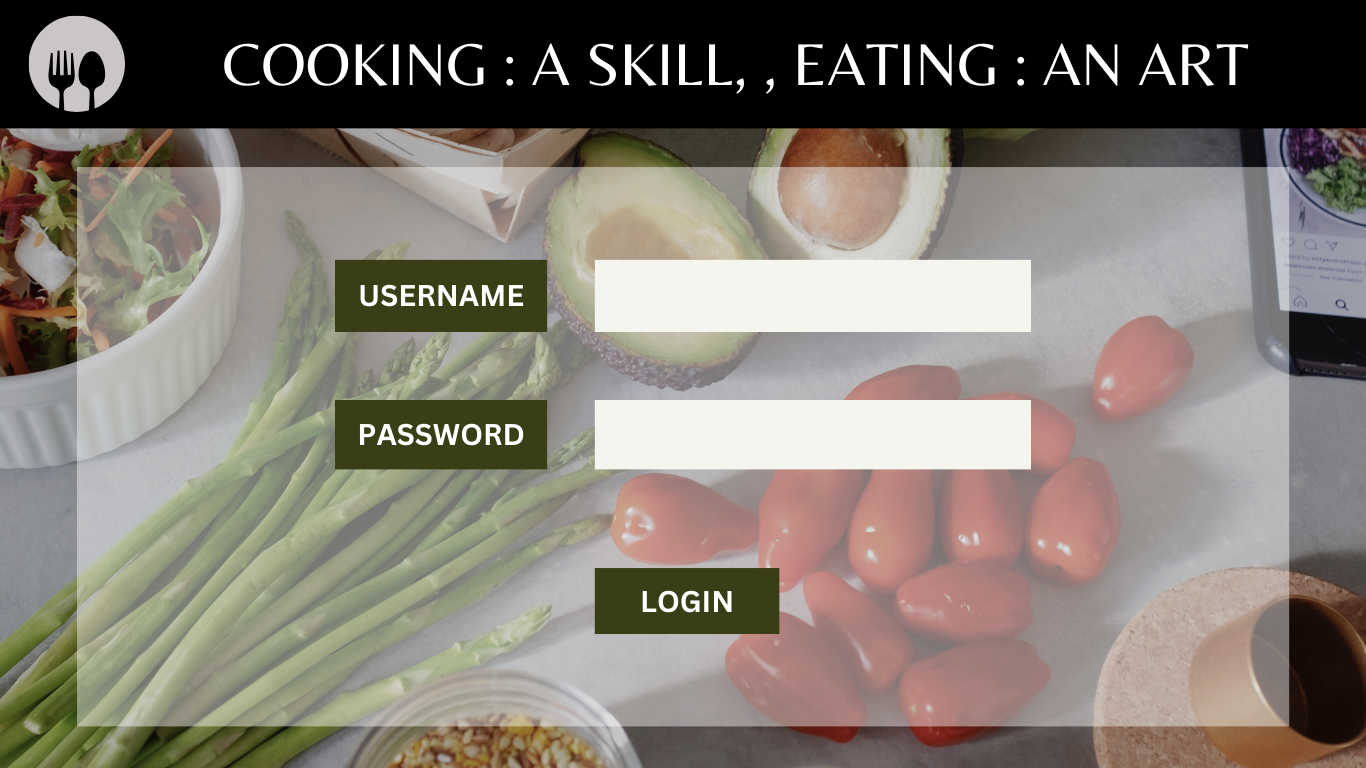 COOKING : A SKILL, , EATING : AN ART
USERNAME
PASSWORD
LOGIN